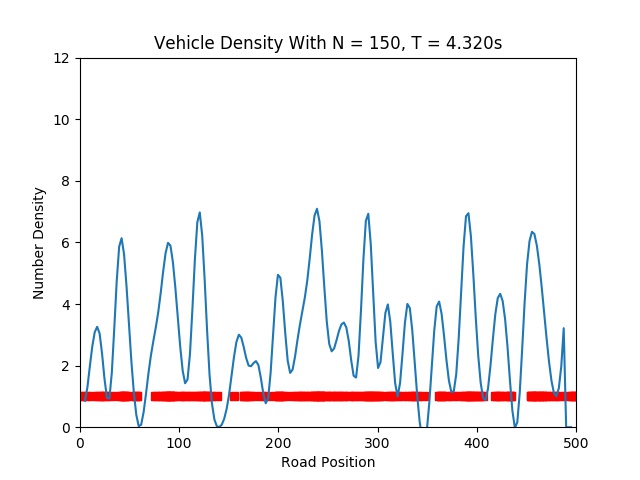 Vehicle Density With N = 150, T = 4.320s
12
10
8
6
4
2
0
Number Density
0 100 200 300 400 500
Road Position